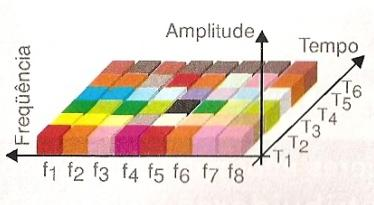 Amplitude
Tempo
Freqüência
T6
T5
T4
T3
T2
T1
f1 f2 f3 f4 f5 f6 f7 f8